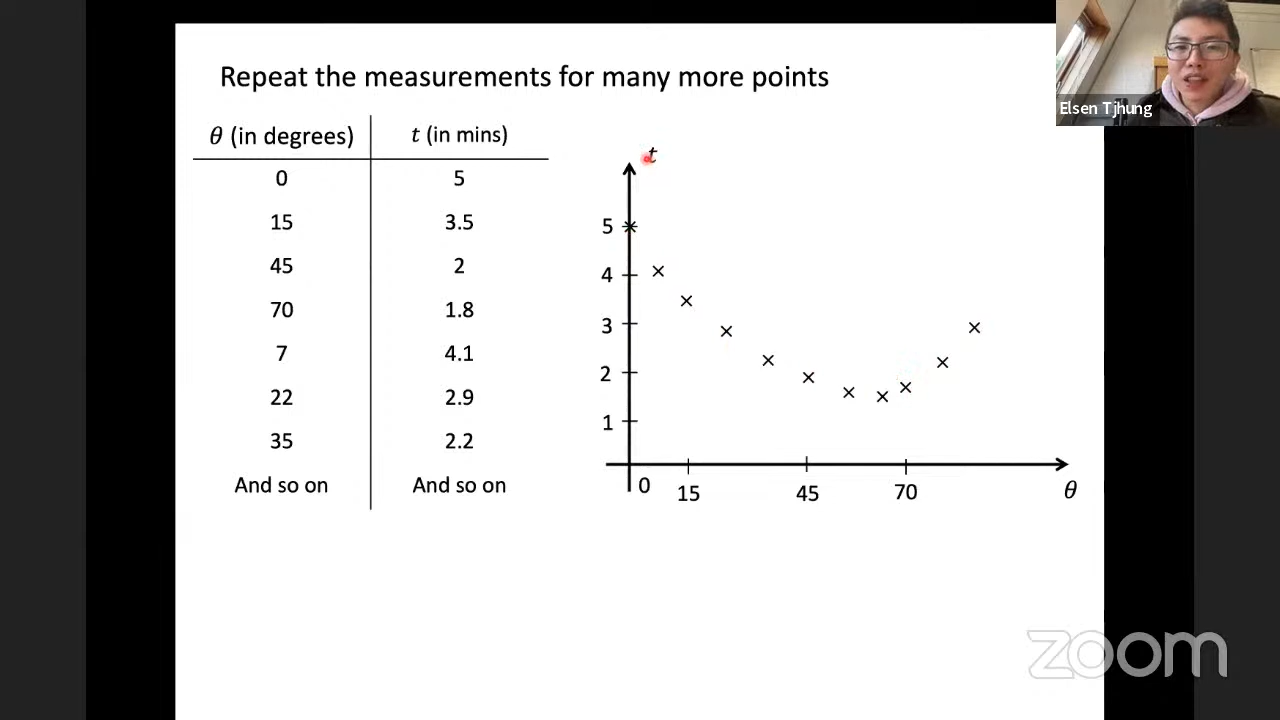 Repeat the measurements for many more points
Elsen Tjhung
θ (in degrees) t (in mins)
0 5
15 3.5
45 2
70 1.8
7 4.1
22 2.9
35 2.2
And so on And so on
t
5
4
3
2
1
0 15 45 70 θ
zoom